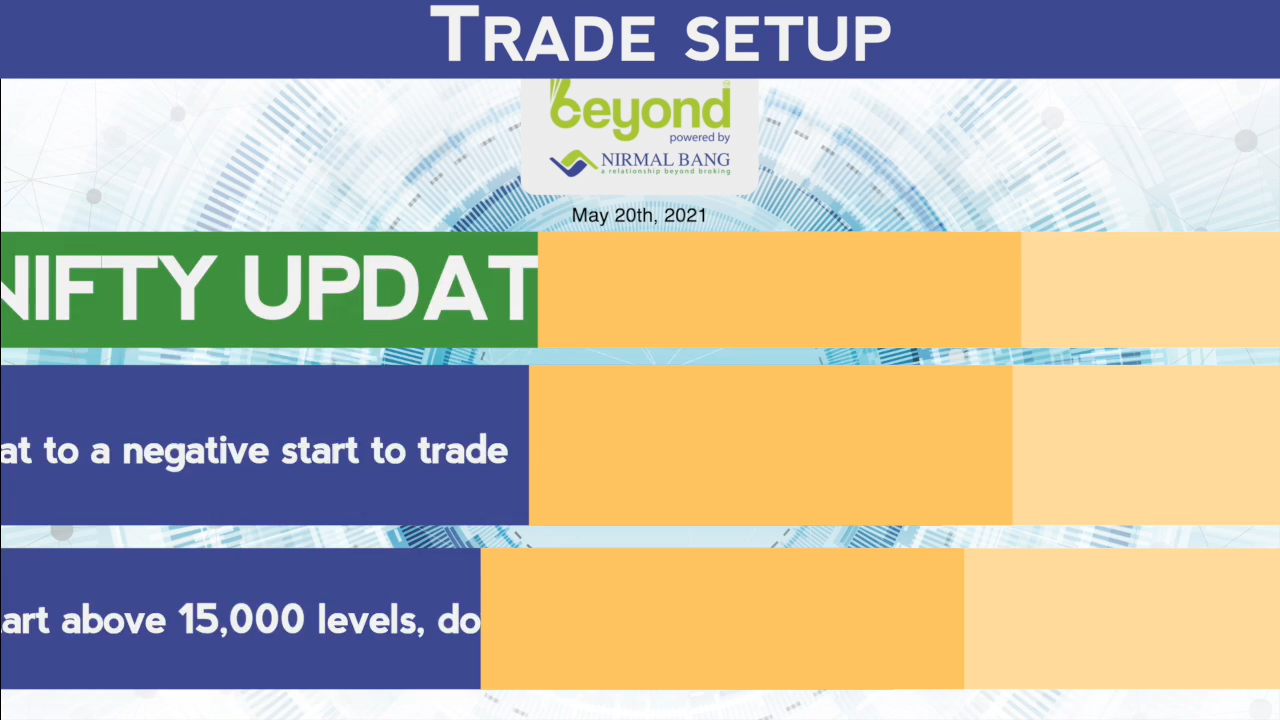 TRADE SETUP
beyond
powered by
NIRMAL BANG
a relationship beyond broking
May 20th, 2021
NIFTY UPDAT
at to a negative start to trade
art above 15,000 levels, do